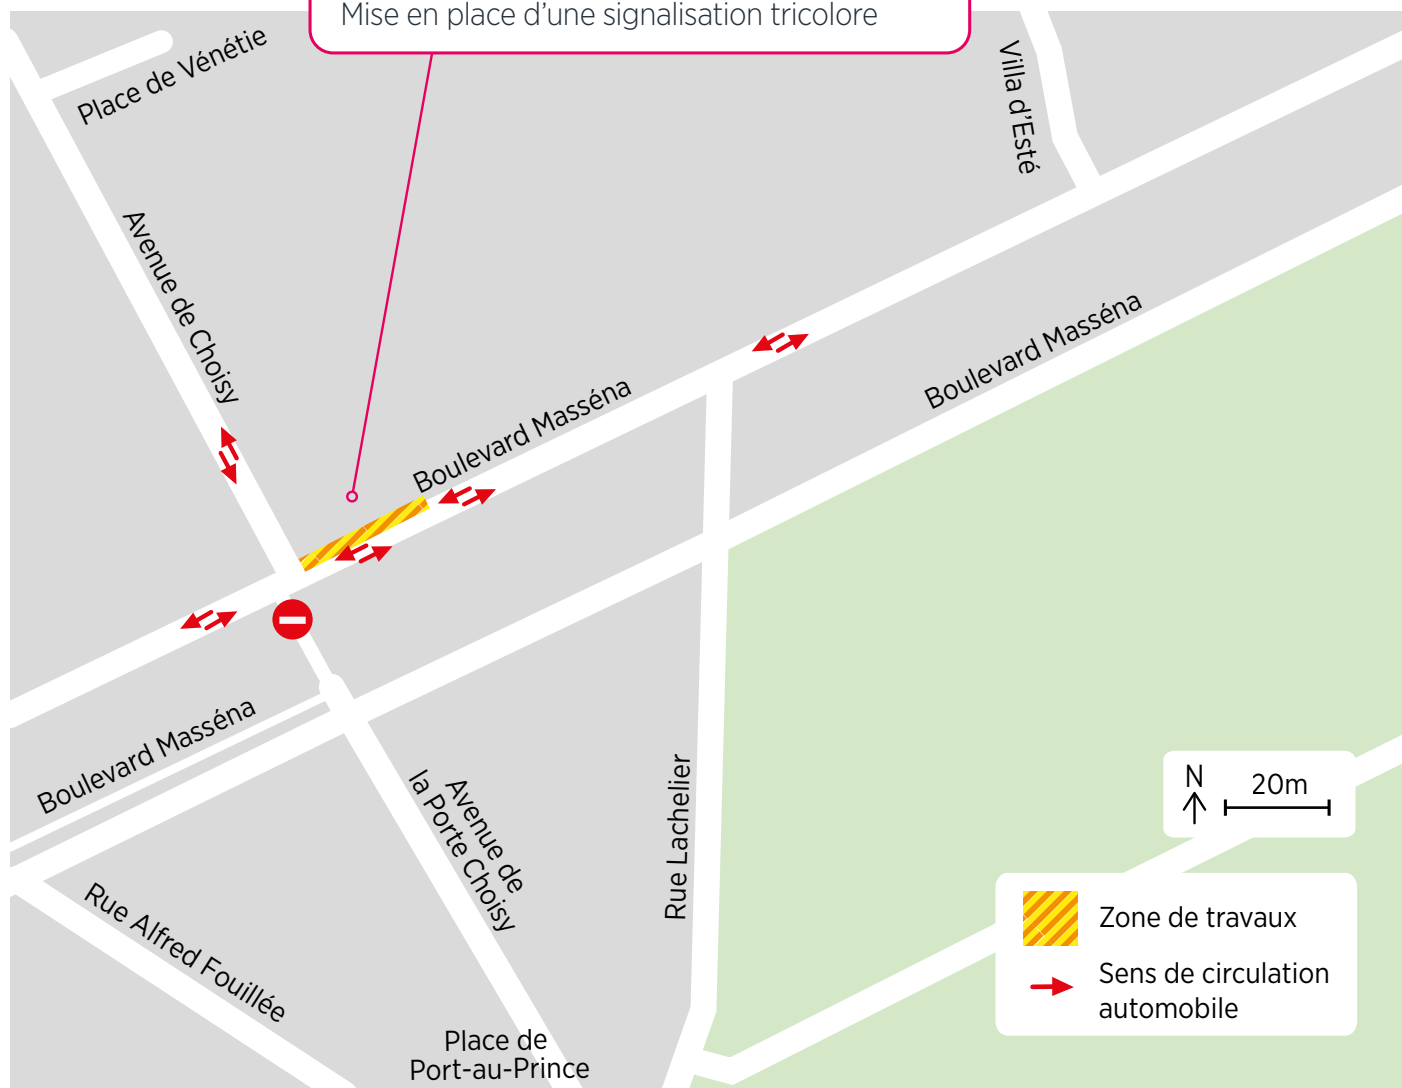 Mise en place d’une signalisation tricolore
Place de Vénétie
Villa d’Esté
Avenue de Choisy
Boulevard Masséna
Boulevard Masséna
Boulevard Masséna
Avenue de
la Porte Choisy
Rue Lachelier
Rue Alfred Fouillée
Place de
Port-au-Prince
N
20m
Zone de travaux
Sens de circulation
automobile